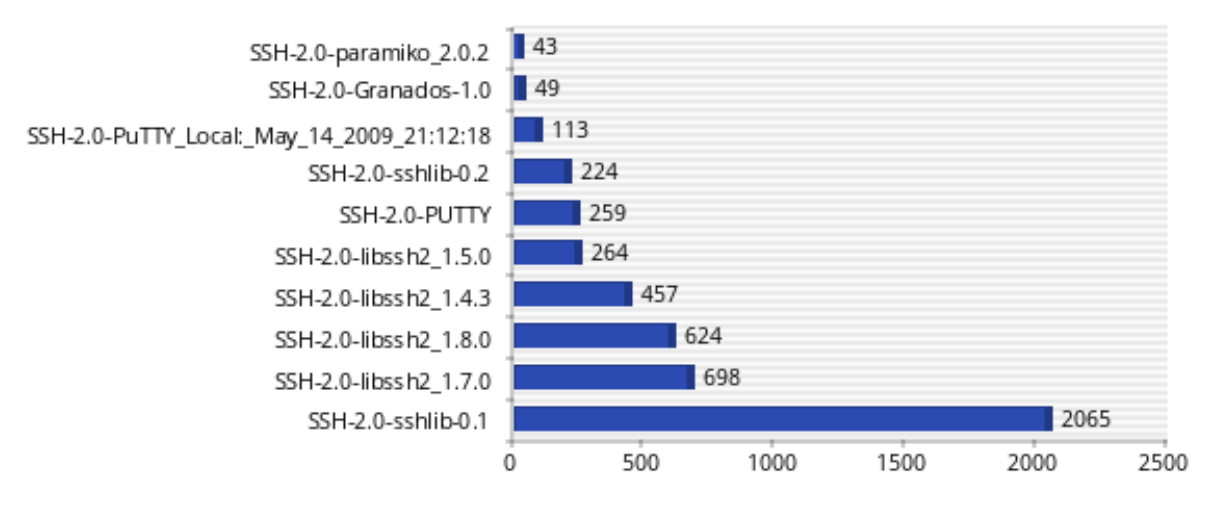 SSH-2.0-paramiko_2.0.2 43
SSH-2.0-Granados-1.0 49
SSH-2.0-PuTTY_Local:_May_14_2009_21:12:18 113
SSH-2.0-sshlib-0.2 224
SSH-2.0-PUTTY 259
SSH-2.0-libssh2_1.5.0 264
SSH-2.0-libssh2_1.4.3 457
SSH-2.0-libssh2_1.8.0 624
SSH-2.0-libssh2_1.7.0 698
SSH-2.0-sshlib-0.1 2065
0 500 1000 1500 2000 2500